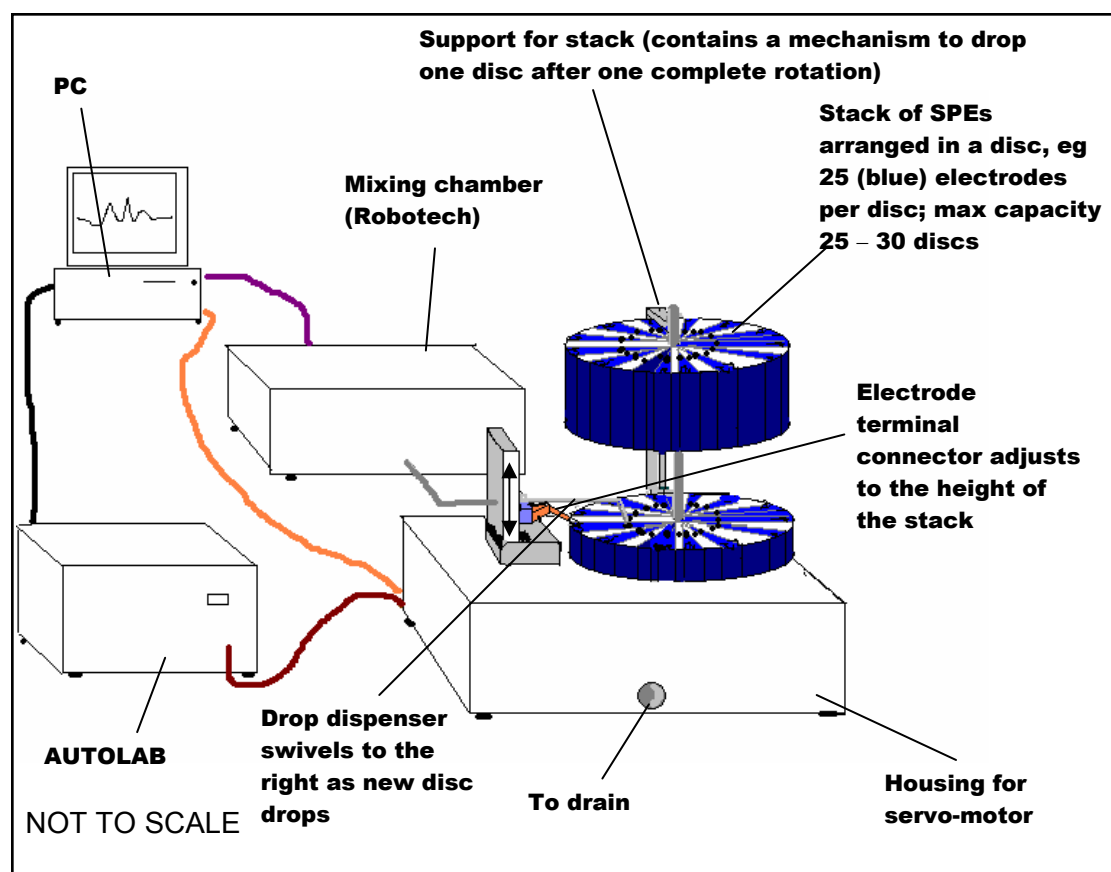 Support for stack (contains a mechanism to drop
one disc after one complete rotation)
PC
Stack of SPEs
arranged in a disc, eg
25 (blue) electrodes
per disc; max capacity
25 – 30 discs
Mixing chamber
(Robotech)
Electrode
terminal
connector adjusts
to the height of
the stack
AUTOLAB
Drop dispenser
swivels to the
right as new disc
drops
To drain
Housing for
servo-motor
NOT TO SCALE